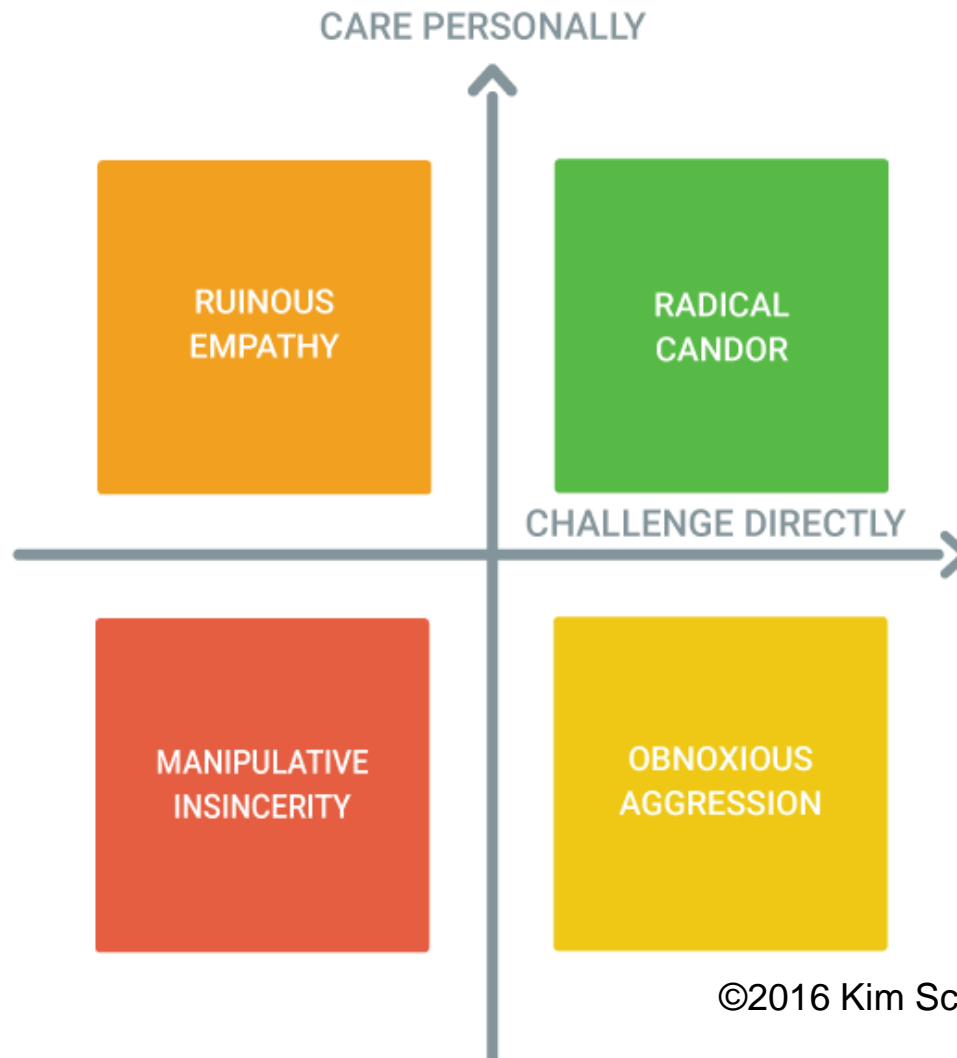 CARE PERSONALLY
RUINOUS
EMPATHY
RADICAL
CANDOR
CHALLENGE DIRECTLY
MANIPULATIVE
INSINCERITY
OBNOXIOUS
AGGRESSION
©2016 Kim Sc